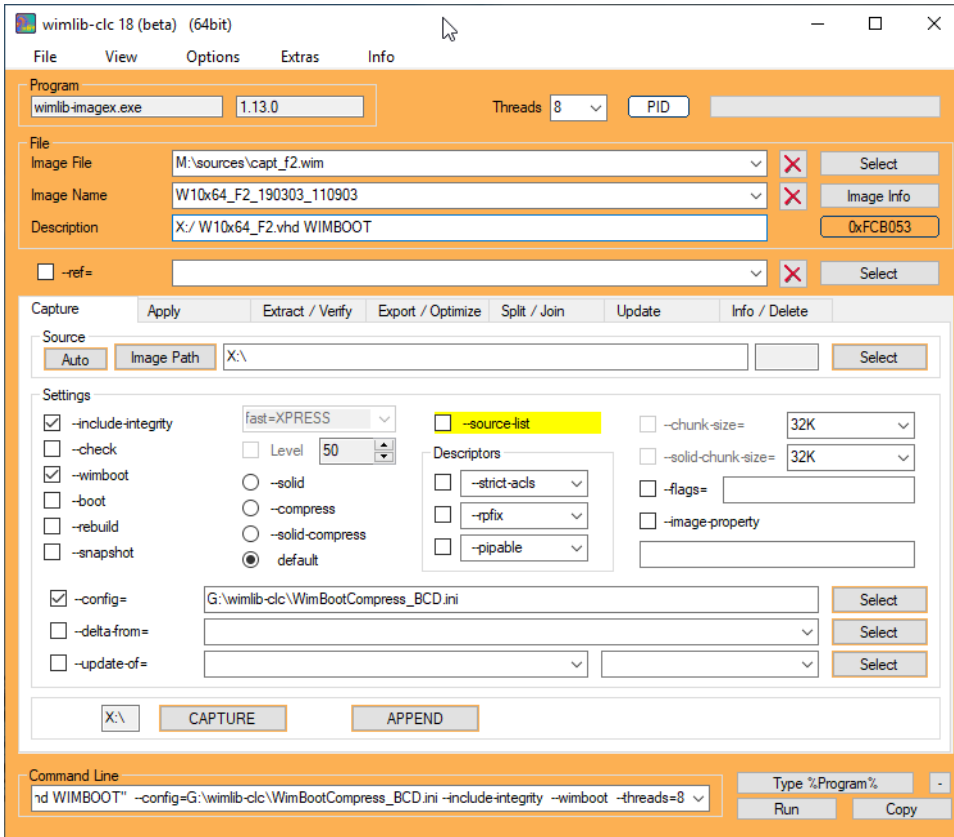 wimlib-clc 18 (beta) (64bit)
File View Options Extras Info
Program
wimlib-imagex.exe 1.13.0 Threads 8 PID
File
Image File M:\sources\capt_f2.wim Select
Image Name W10x64_F2_190303_110903 Image Info
Description X:/ W10x64_F2.vhd WIMBOOT 0xFCB053
--ref= Select
Capture Apply Extract / Verify Export / Optimize Split / Join Update Info / Delete
Source
Auto Image Path X:\ Select
Settings
--include-integrity fast=XPRESS --source-list --chunk-size= 32K
--check Level 50 Descriptors --solid-chunk-size= 32K
--wimboot --solid --strict-acls --flags=
--boot --compress --rpfix --image-property
--rebuild --solid-compress --pipable
--snapshot default
--config= G:\wimlib-clc\WimBootCompress_BCD.ini Select
--delta-from= Select
--update-of= Select
X:\ CAPTURE APPEND
Command Line
nd WIMBOOT" --config=G:\wimlib-clc\WimBootCompress_BCD.ini --include-integrity --wimboot --threads=8 Type %Program% -
Run Copy